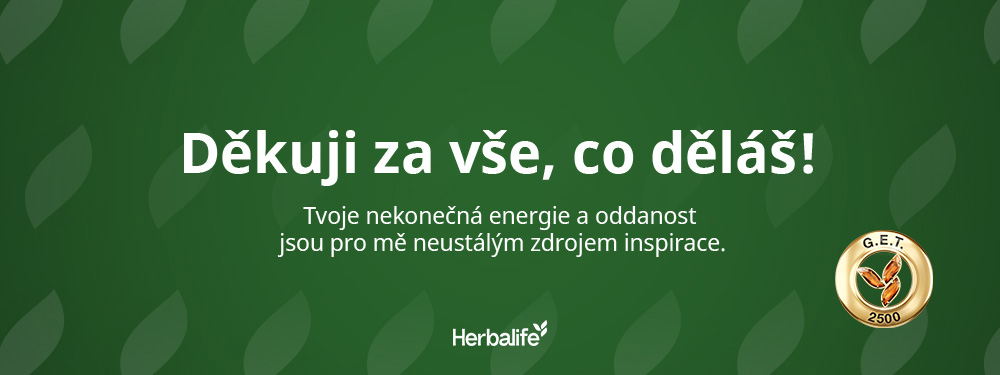 Děkuji za vše, co děláš!
Tvoje nekonečná energie a oddanost
jsou pro mě neustálým zdrojem inspirace.
G.E.T.
2500
Herbalife